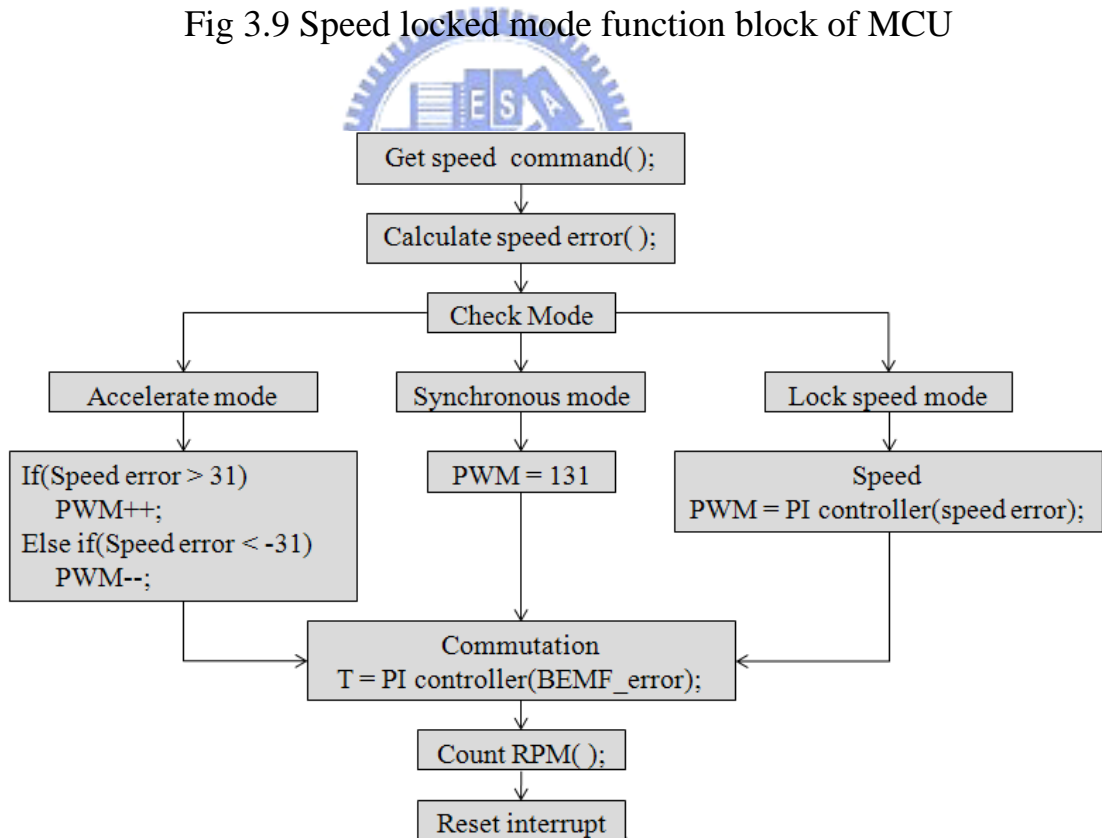 Fig 3.9 Speed locked mode function block of MCU
E S A
Get speed command( );
Calculate speed error( );
Check Mode
Accelerate mode
Synchronous mode
Lock speed mode
If(Speed error > 31)
PWM++;
Else if(Speed error < -31)
PWM--;
PWM = 131
Speed
PWM = PI controller(speed error);
Commutation
T = PI controller(BEMF_error);
Count RPM( );
Reset interrupt